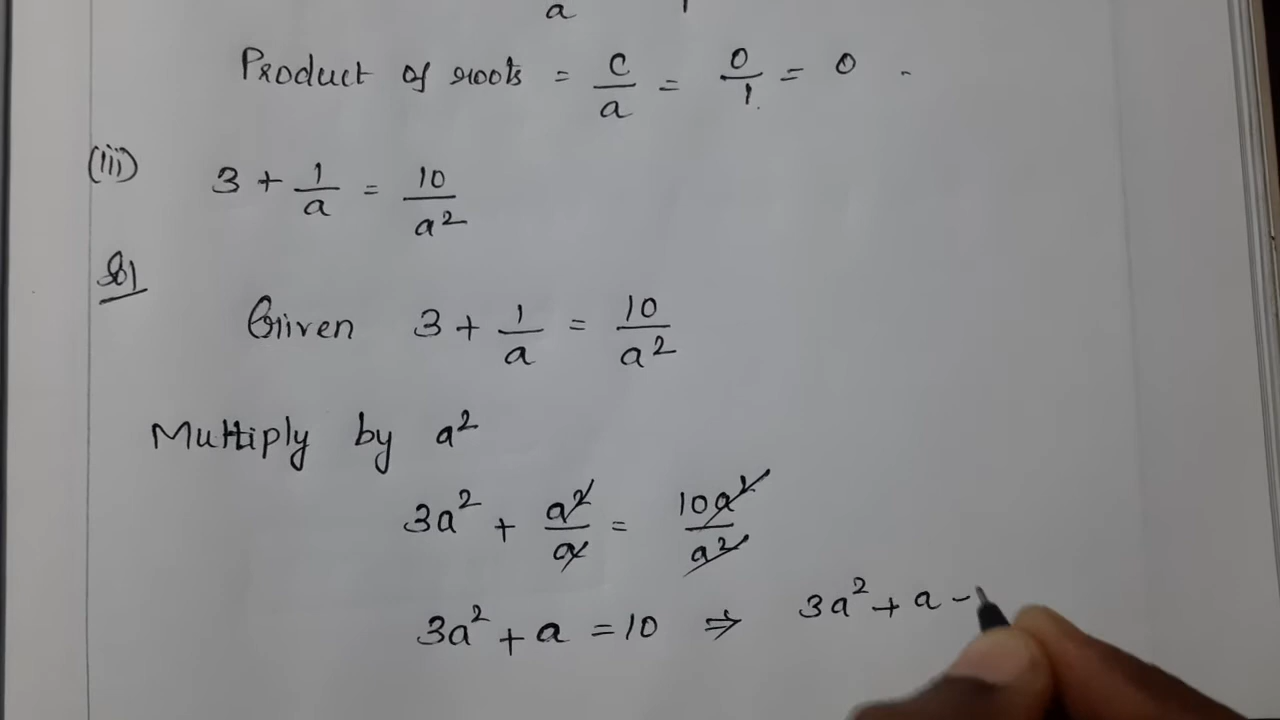 a 1
Product of roots = c/a = 0/1 = 0 .
(iii) 3 + 1/a = 10/a²
Sol
Given 3 + 1/a = 10/a²
Multiply by a²
3a² + a²/a = 10a²/a²
3a² + a = 10 ⇒ 3a² + a -